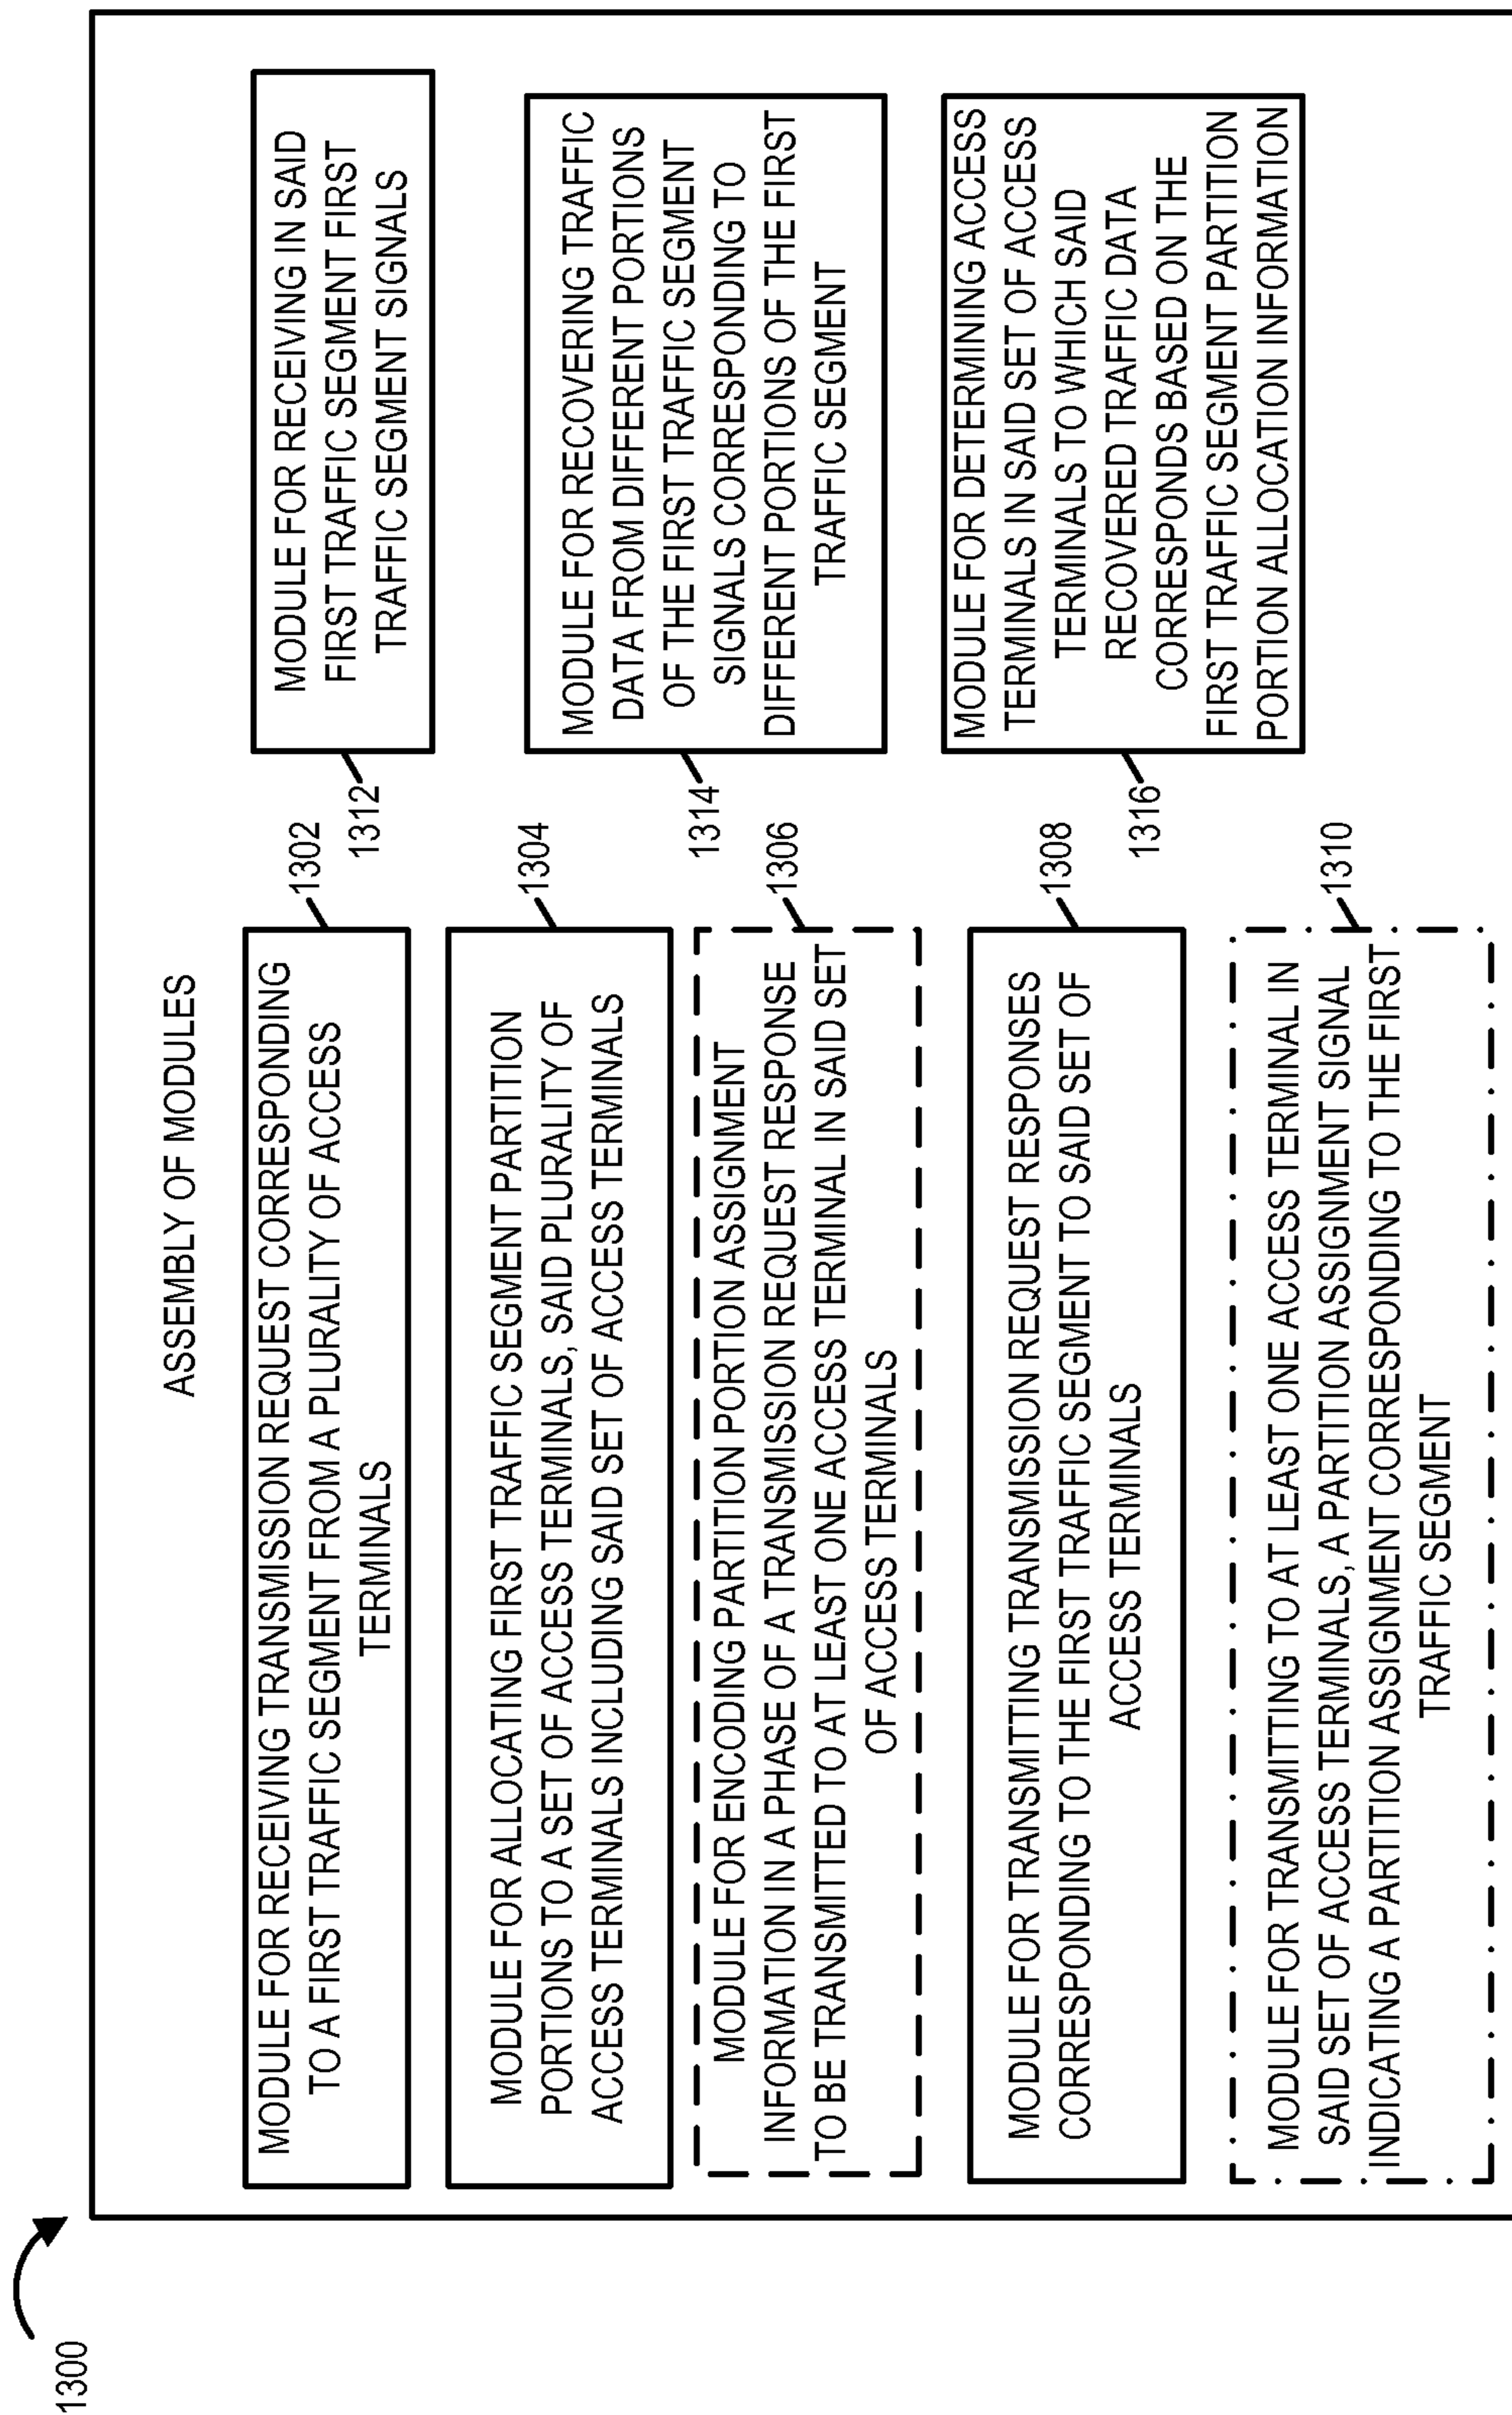 1300
ASSEMBLY OF MODULES
MODULE FOR RECEIVING TRANSMISSION REQUEST CORRESPONDING
TO A FIRST TRAFFIC SEGMENT FROM A PLURALITY OF ACCESS
TERMINALS
1302
MODULE FOR ALLOCATING FIRST TRAFFIC SEGMENT PARTITION
PORTIONS TO A SET OF ACCESS TERMINALS, SAID PLURALITY OF
ACCESS TERMINALS INCLUDING SAID SET OF ACCESS TERMINALS
1304
MODULE FOR ENCODING PARTITION PORTION ASSIGNMENT
INFORMATION IN A PHASE OF A TRANSMISSION REQUEST RESPONSE
TO BE TRANSMITTED TO AT LEAST ONE ACCESS TERMINAL IN SAID SET
OF ACCESS TERMINALS
1306
MODULE FOR TRANSMITTING TRANSMISSION REQUEST RESPONSES
CORRESPONDING TO THE FIRST TRAFFIC SEGMENT TO SAID SET OF
ACCESS TERMINALS
1308
MODULE FOR TRANSMITTING TO AT LEAST ONE ACCESS TERMINAL IN
SAID SET OF ACCESS TERMINALS, A PARTITION ASSIGNMENT SIGNAL
INDICATING A PARTITION ASSIGNMENT CORRESPONDING TO THE FIRST
TRAFFIC SEGMENT
1310
MODULE FOR RECEIVING IN SAID
FIRST TRAFFIC SEGMENT FIRST
TRAFFIC SEGMENT SIGNALS
1312
MODULE FOR RECOVERING TRAFFIC
DATA FROM DIFFERENT PORTIONS
OF THE FIRST TRAFFIC SEGMENT
SIGNALS CORRESPONDING TO
DIFFERENT PORTIONS OF THE FIRST
TRAFFIC SEGMENT
1314
MODULE FOR DETERMINING ACCESS
TERMINALS IN SAID SET OF ACCESS
TERMINALS TO WHICH SAID
RECOVERED TRAFFIC DATA
CORRESPONDS BASED ON THE
FIRST TRAFFIC SEGMENT PARTITION
PORTION ALLOCATION INFORMATION
1316